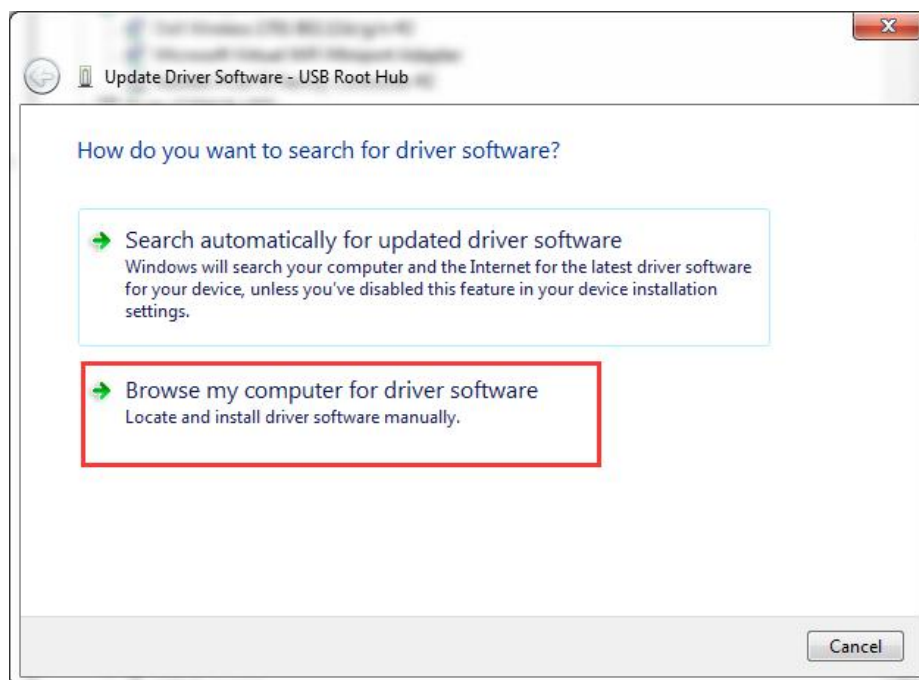 Update Driver Software - USB Root Hub
How do you want to search for driver software?
Search automatically for updated driver software
Windows will search your computer and the Internet for the latest driver software
for your device, unless you've disabled this feature in your device installation
settings.
Browse my computer for driver software
Locate and install driver software manually.
Cancel